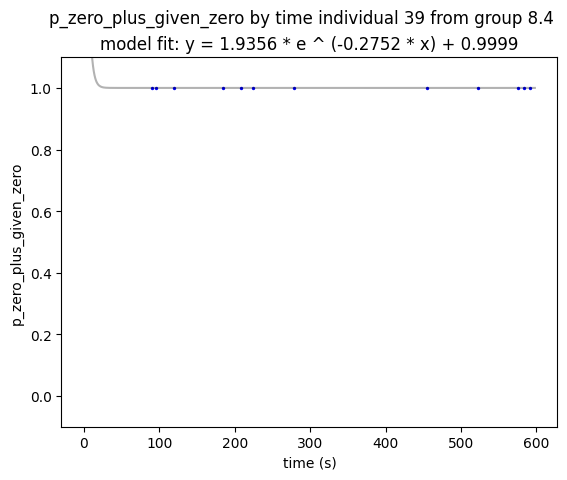 p_zero_plus_given_zero by time individual 39 from group 8.4
model fit: y = 1.9356 * e ^ (-0.2752 * x) + 0.9999
1.0
0.8
0.6
0.4
0.2
0.0
p_zero_plus_given_zero
0 100 200 300 400 500 600
time (s)